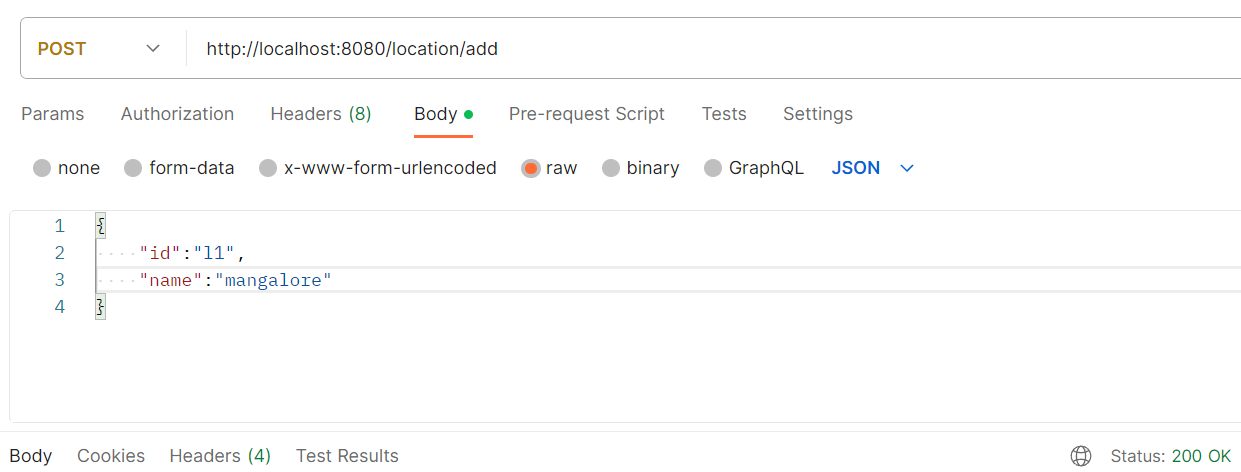 POST http://localhost:8080/location/add
Params Authorization Headers (8) Body Pre-request Script Tests Settings
none form-data x-www-form-urlencoded raw binary GraphQL JSON
1 {
2 "id":"l1",
3 "name":"mangalore"
4 }
Body Cookies Headers (4) Test Results Status: 200 OK